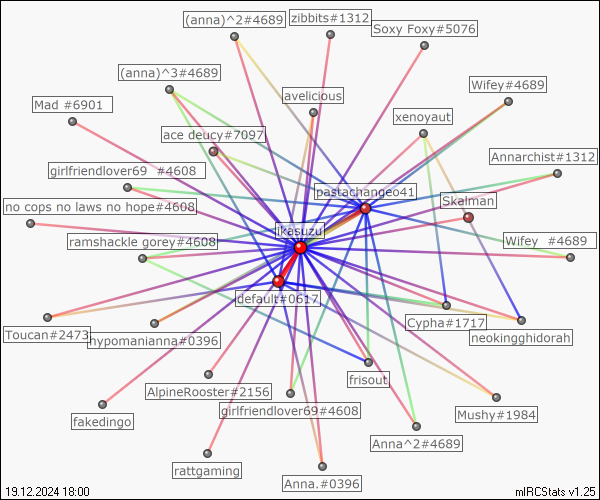 (anna)^2#4689
zibbits#1312
Soxy Foxy#5076
(anna)^3#4689
Wifey#4689
avelicious
Mad #6901
xenoyaut
ace deucy#7097
Annarchist#1312
girlfriendlover69 #4608
pastachangeo41
Skalman
no cops no laws no hope#4608
ikasuzu
ramshackle gorey#4608
Wifey #4689
default#0617
Cypha#1717
Toucan#2473
hypomanianna#0396
neokingghidorah
frisout
AlpineRooster#2156
girlfriendlover69#4608
Mushy#1984
fakedingo
Anna^2#4689
rattgaming
Anna.#0396
19.12.2024 18:00
mIRCStats v1.25